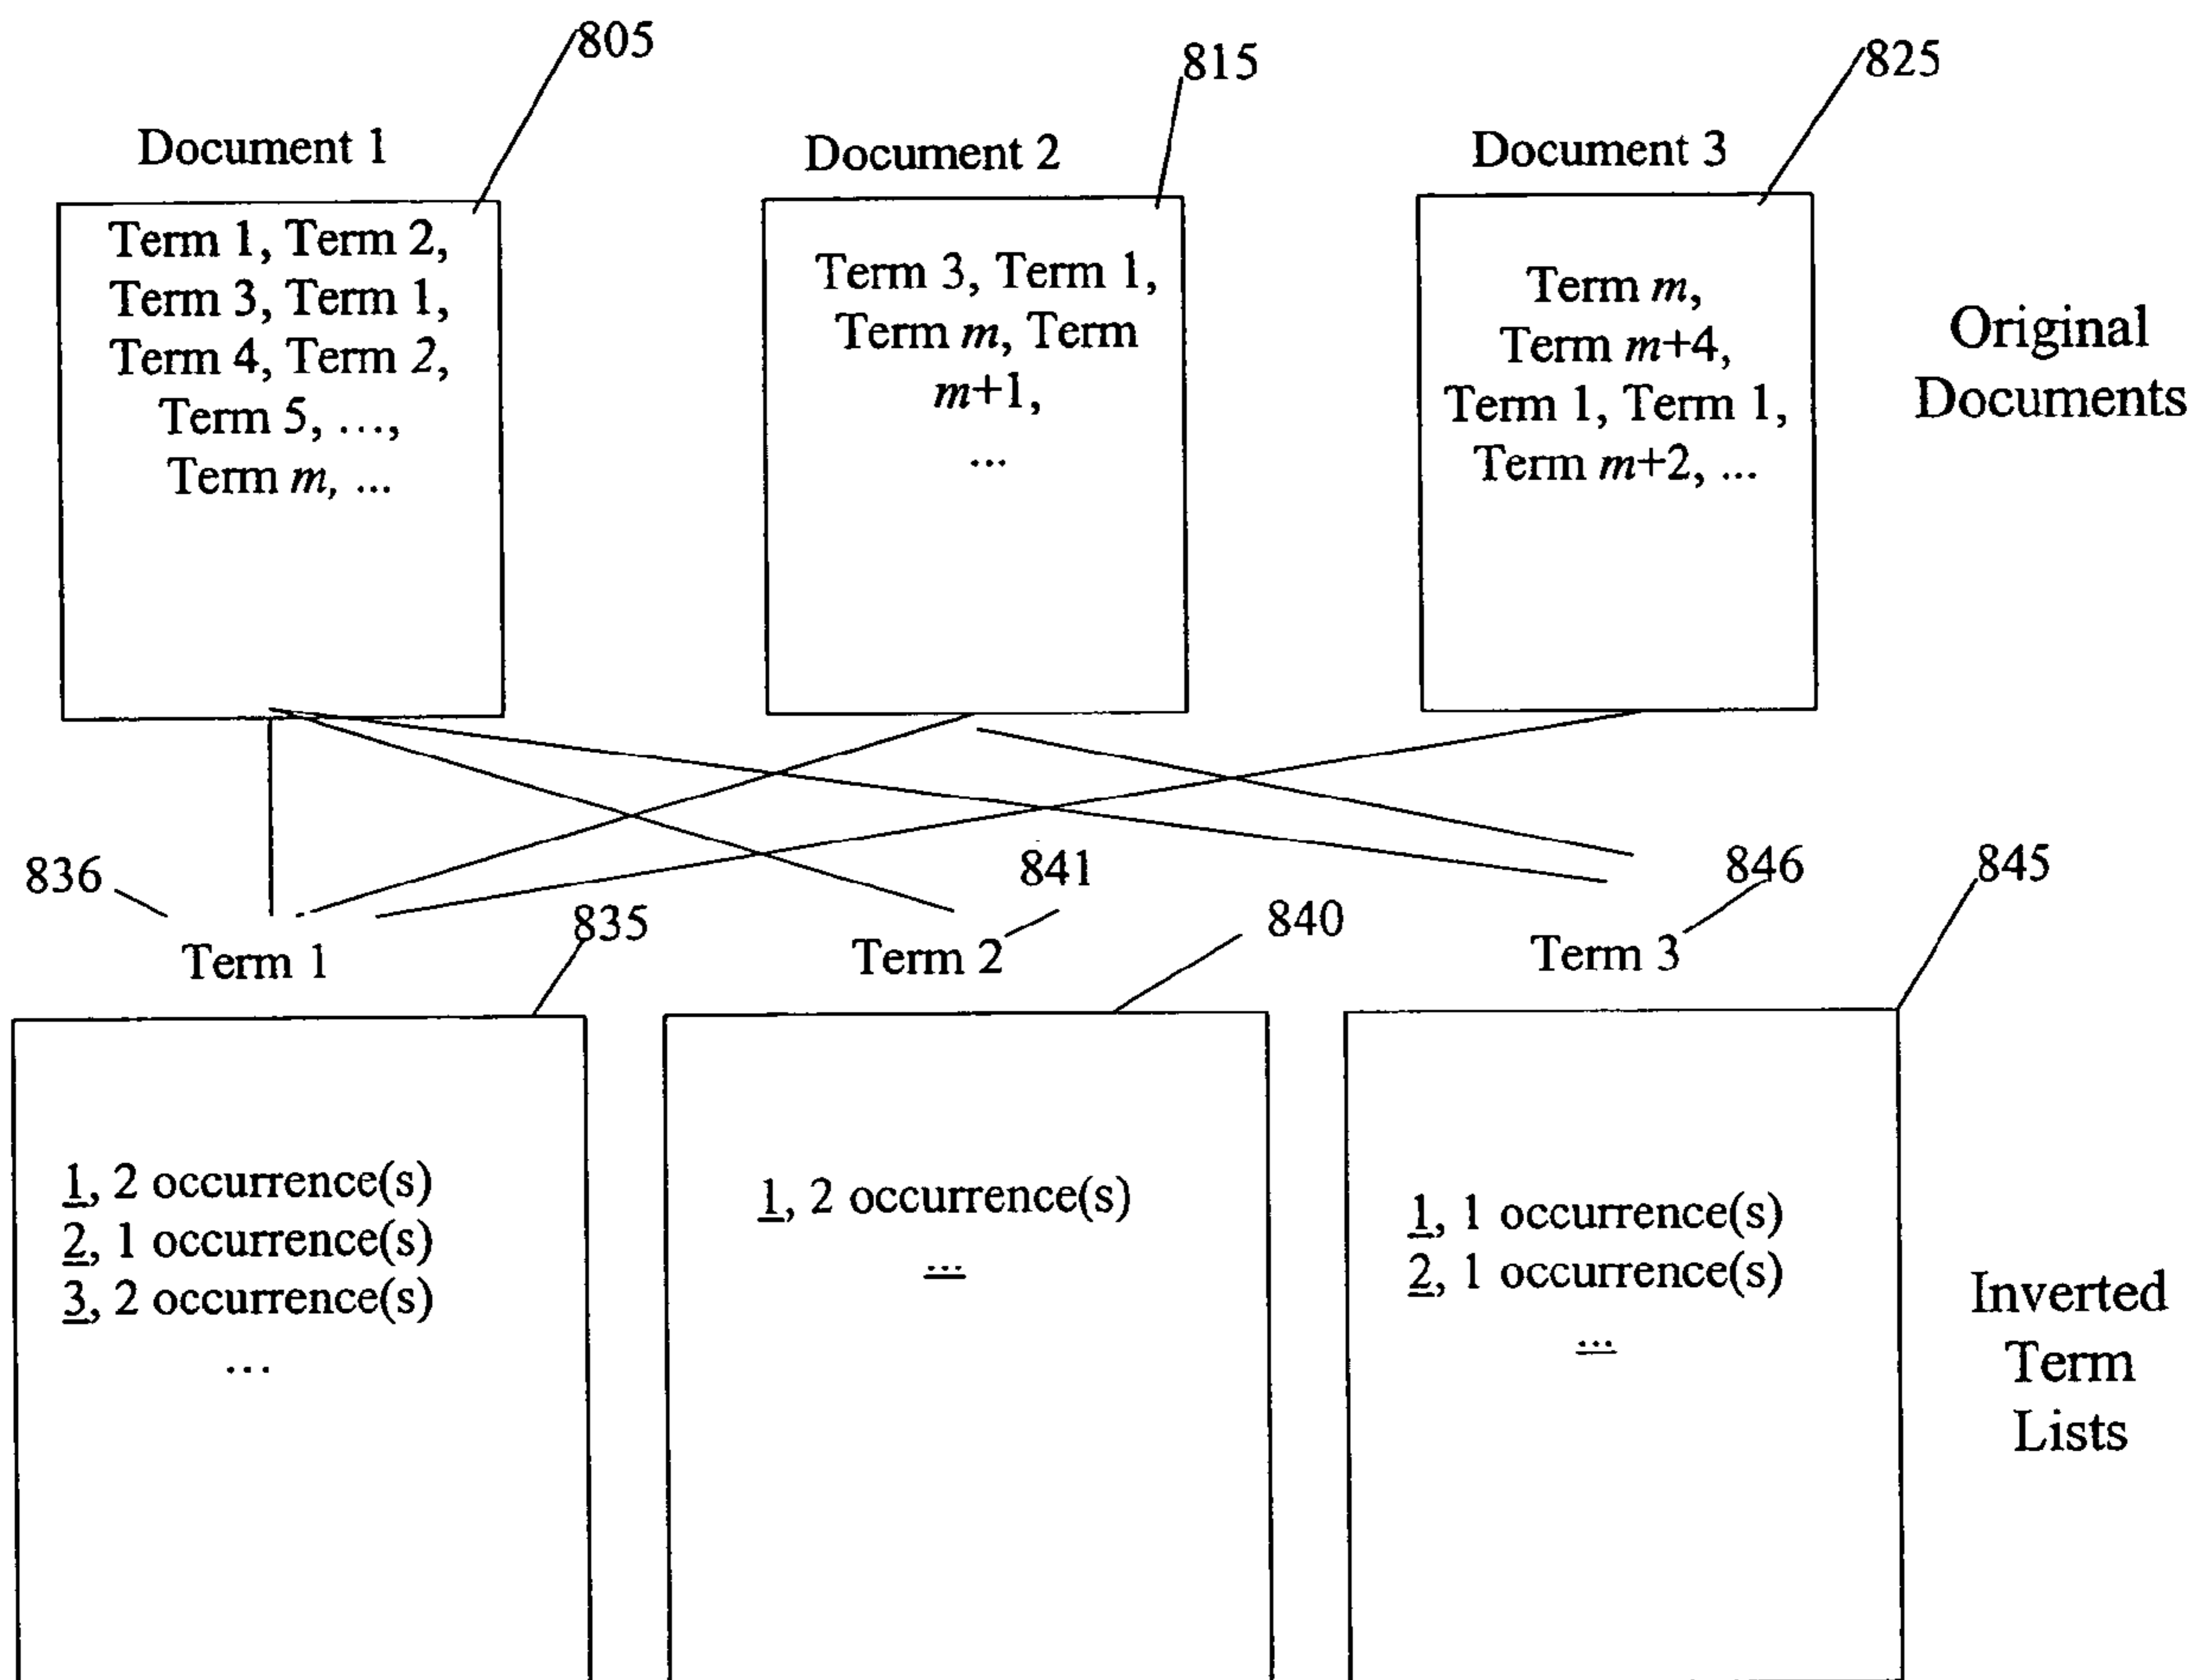 805
815
825
Document 1
Document 2
Document 3
Term 1, Term 2,
Term 3, Term 1,
Term 4, Term 2,
Term 5, ...,
Term m, ...
Term 3, Term 1,
Term m, Term
m+1,
...
Term m,
Term m+4,
Term 1, Term 1,
Term m+2, ...
Original
Documents
836
841
846
845
835
840
Term 1
Term 2
Term 3
1, 2 occurrence(s)
2, 1 occurrence(s)
3, 2 occurrence(s)
...
1, 2 occurrence(s)
...
1, 1 occurrence(s)
2, 1 occurrence(s)
...
Inverted
Term
Lists